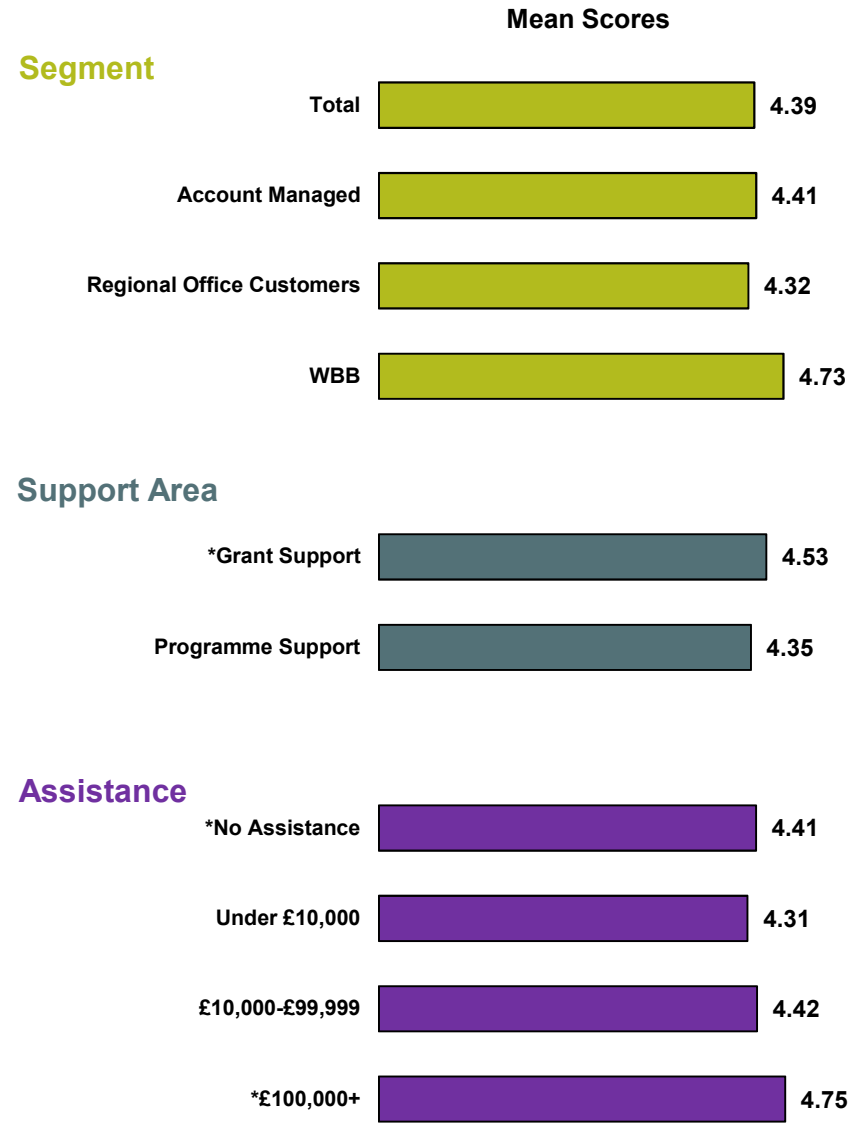 Mean Scores
Segment
Total 4.39
Account Managed 4.41
Regional Office Customers 4.32
WBB 4.73
Support Area
*Grant Support 4.53
Programme Support 4.35
Assistance
*No Assistance 4.41
Under £10,000 4.31
£10,000-£99,999 4.42
*£100,000+ 4.75